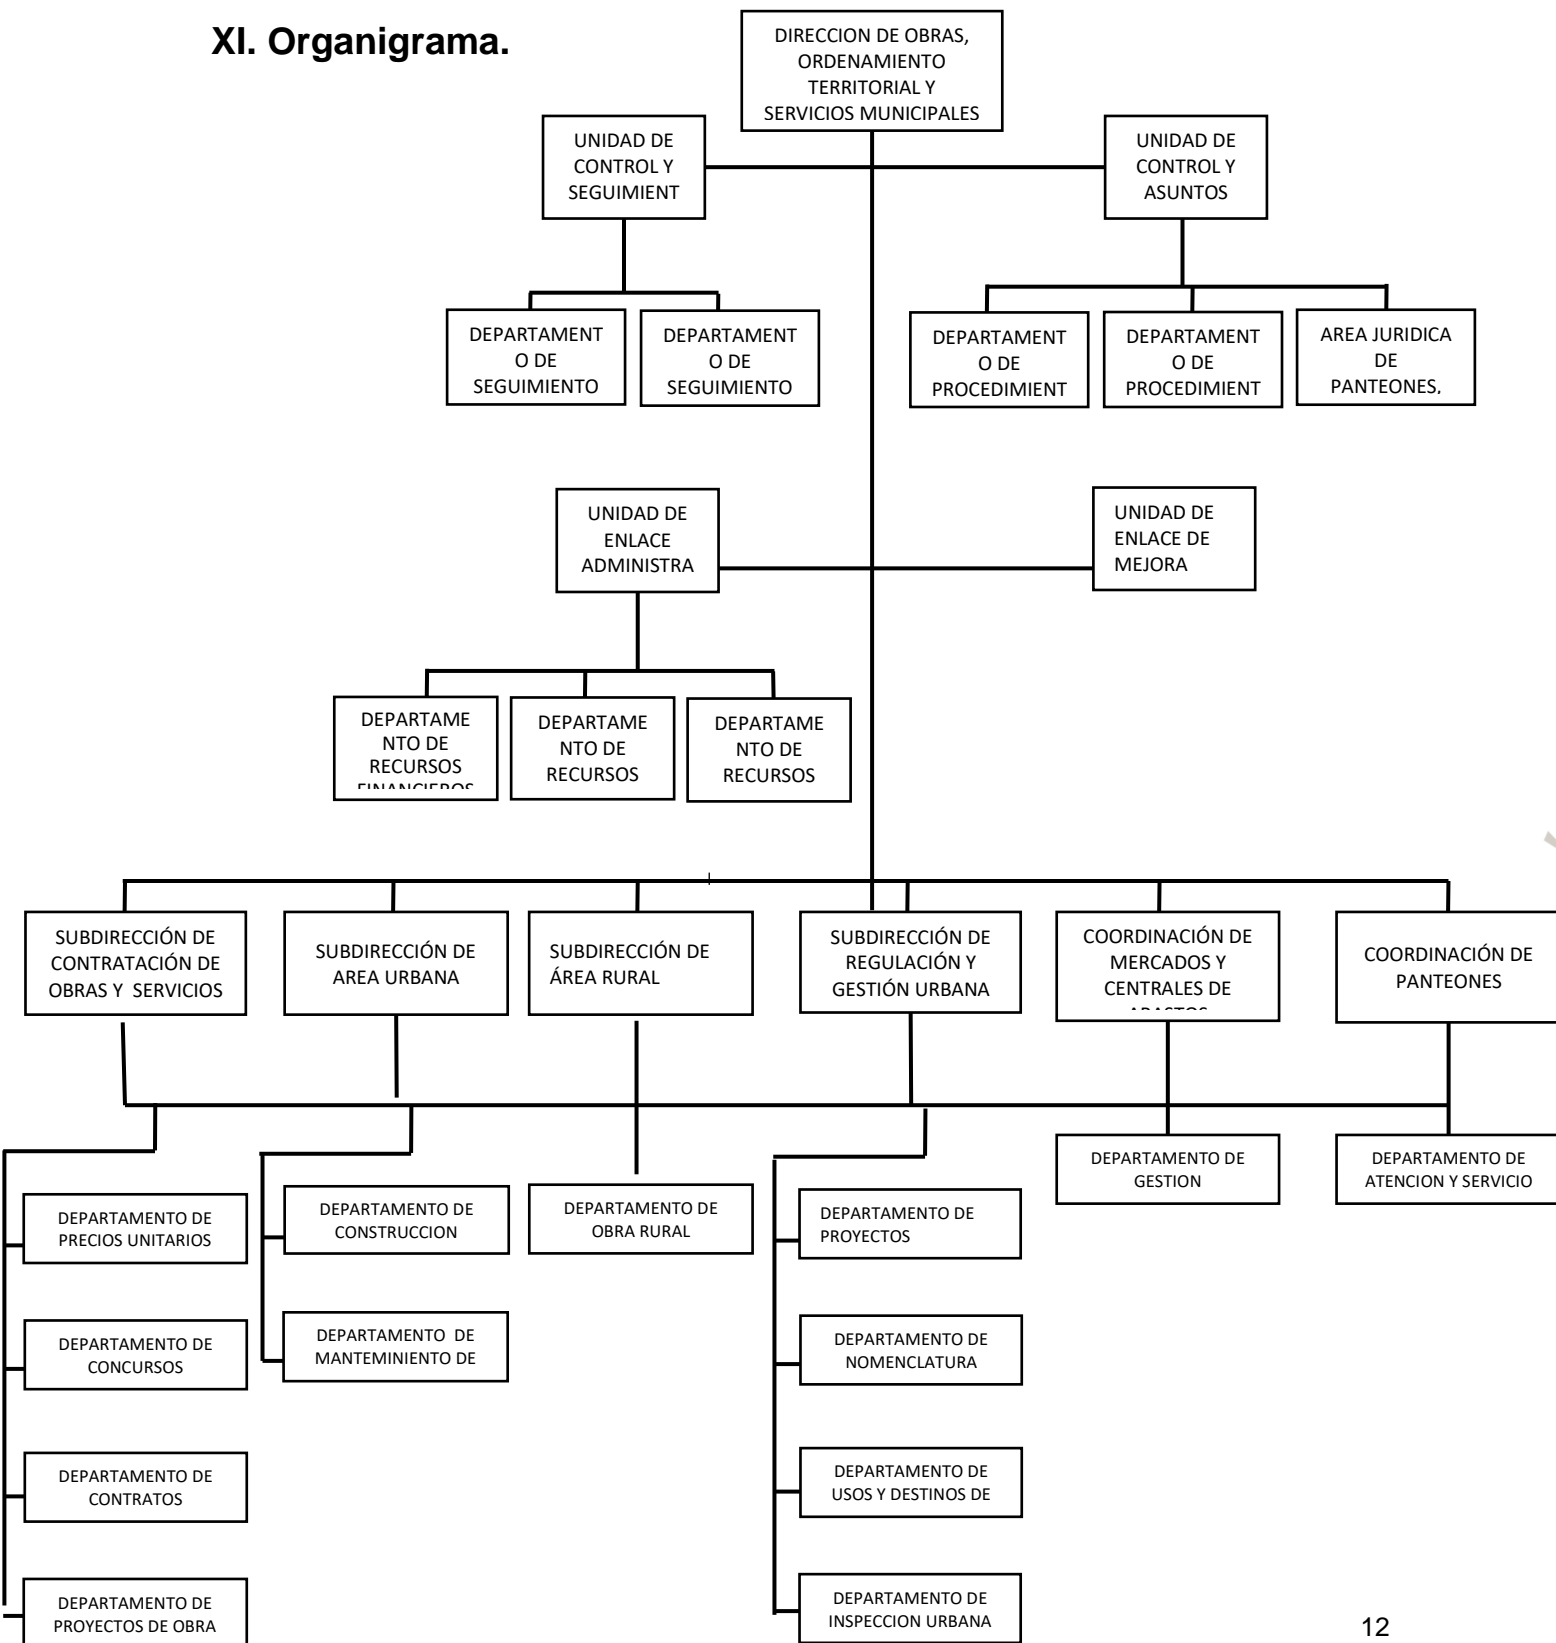 XI. Organigrama.
DIRECCION DE OBRAS,
ORDENAMIENTO
TERRITORIAL Y
SERVICIOS MUNICIPALES
UNIDAD DE
CONTROL Y
SEGUIMIENT
UNIDAD DE
CONTROL Y
ASUNTOS
DEPARTAMENT
O DE
SEGUIMIENTO
DEPARTAMENT
O DE
SEGUIMIENTO
DEPARTAMENT
O DE
PROCEDIMIENT
DEPARTAMENT
O DE
PROCEDIMIENT
AREA JURIDICA
DE
PANTEONES,
UNIDAD DE
ENLACE
ADMINISTRA
UNIDAD DE
ENLACE DE
MEJORA
DEPARTAME
NTO DE
RECURSOS
FINANCIEROS
DEPARTAME
NTO DE
RECURSOS
DEPARTAME
NTO DE
RECURSOS
SUBDIRECCIÓN DE
CONTRATACIÓN DE
OBRAS Y SERVICIOS
SUBDIRECCIÓN DE
AREA URBANA
SUBDIRECCIÓN DE
ÁREA RURAL
SUBDIRECCIÓN DE
REGULACIÓN Y
GESTIÓN URBANA
COORDINACIÓN DE
MERCADOS Y
CENTRALES DE
ABASTOS
COORDINACIÓN DE
PANTEONES
DEPARTAMENTO DE
GESTION
DEPARTAMENTO DE
ATENCION Y SERVICIO
DEPARTAMENTO DE
PRECIOS UNITARIOS
DEPARTAMENTO DE
CONSTRUCCION
DEPARTAMENTO DE
OBRA RURAL
DEPARTAMENTO DE
PROYECTOS
DEPARTAMENTO DE
CONCURSOS
DEPARTAMENTO DE
MANTEMINIENTO DE
DEPARTAMENTO DE
NOMENCLATURA
DEPARTAMENTO DE
CONTRATOS
DEPARTAMENTO DE
USOS Y DESTINOS DE
DEPARTAMENTO DE
PROYECTOS DE OBRA
DEPARTAMENTO DE
INSPECCION URBANA
12